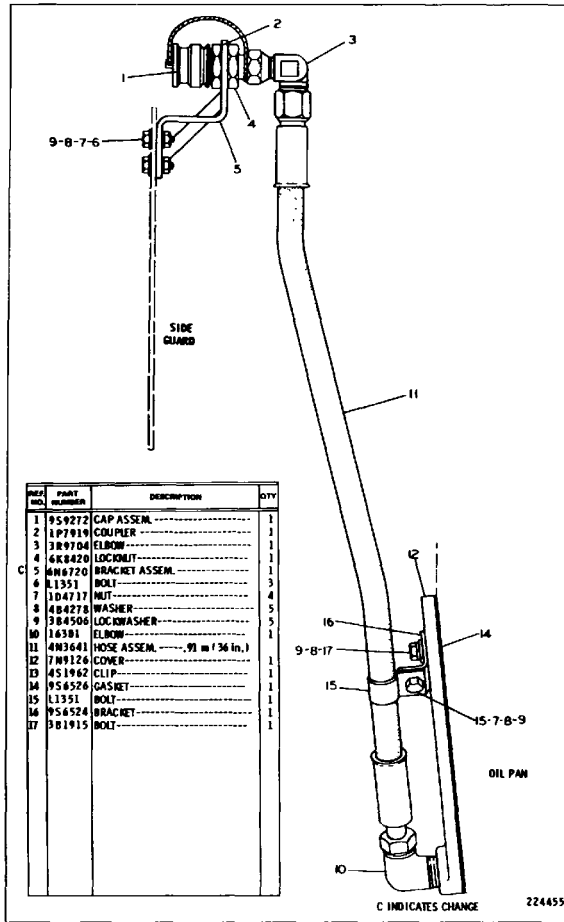 2
1
3
4
9-8-7-6
5
SIDE
GUARD
11
REF. NO. PART NUMBER DESCRIPTION QTY
1 9S9272 CAP ASSEM. 1
2 1P7919 COUPLER 1
3 3R9704 ELBOW 1
4 6K8420 LOCKNUT 1
C 5 6N6720 BRACKET ASSEM. 1
6 L1351 BOLT 3
7 1D4717 NUT 4
8 4B4278 WASHER 5
9 3B4506 LOCKWASHER 5
10 163B1 ELBOW 1
11 4N3641 HOSE ASSEM. .91 m (36 in.)
12 7N9126 COVER 1
13 4S1962 CLIP 1
14 9S6526 GASKET 1
15 L1351 BOLT 1
16 9S6524 BRACKET 1
17 3B1915 BOLT 1
12
16
14
9-8-17
15
15-7-8-9
OIL PAN
10
C INDICATES CHANGE
224455